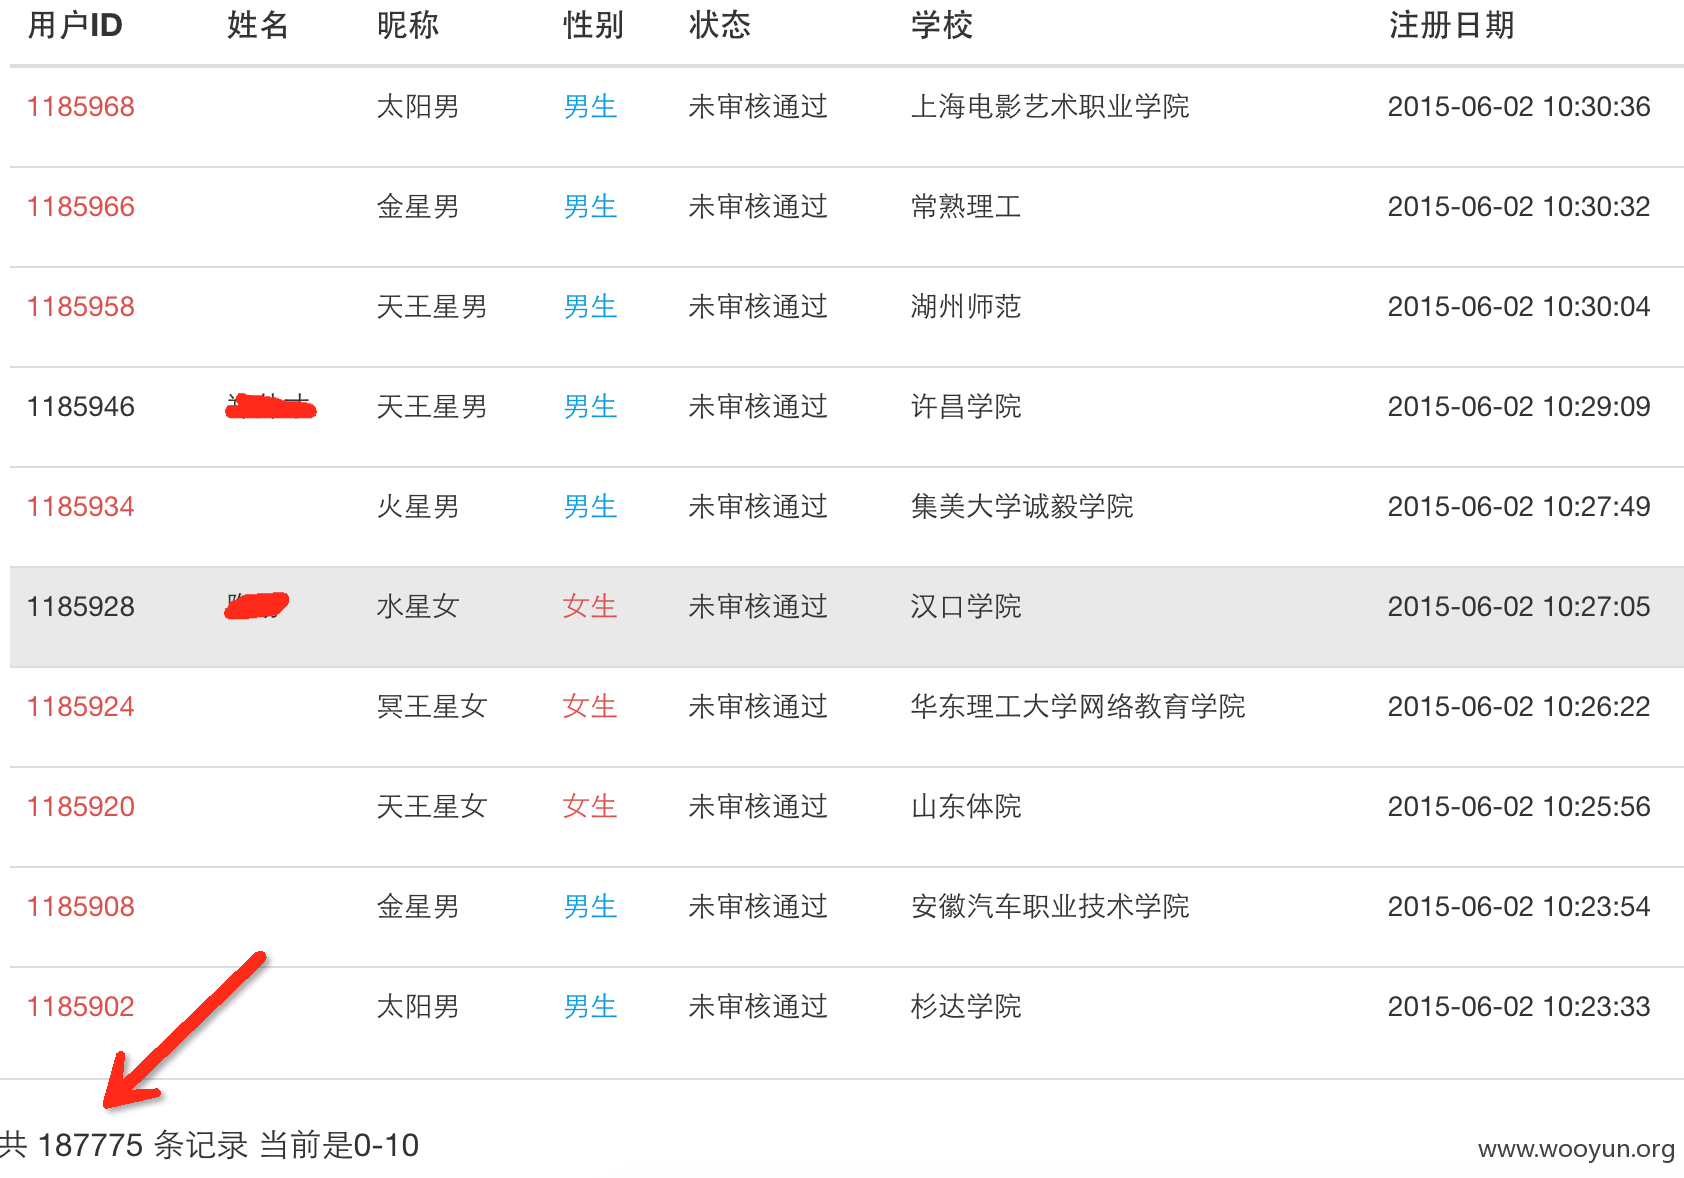 用户ID 姓名 昵称 性别 状态 学校 注册日期
1185968 太阳男 男生 未审核通过 上海电影艺术职业学院 2015-06-02 10:30:36
1185966 金星男 男生 未审核通过 常熟理工 2015-06-02 10:30:32
1185958 天王星男 男生 未审核通过 湖州师范 2015-06-02 10:30:04
1185946 天王星男 男生 未审核通过 许昌学院 2015-06-02 10:29:09
1185934 火星男 男生 未审核通过 集美大学诚毅学院 2015-06-02 10:27:49
1185928 水星女 女生 未审核通过 汉口学院 2015-06-02 10:27:05
1185924 冥王星女 女生 未审核通过 华东理工大学网络教育学院 2015-06-02 10:26:22
1185920 天王星女 女生 未审核通过 山东体院 2015-06-02 10:25:56
1185908 金星男 男生 未审核通过 安徽汽车职业技术学院 2015-06-02 10:23:54
1185902 太阳男 男生 未审核通过 杉达学院 2015-06-02 10:23:33
共 187775 条记录 当前是0-10
www.wooyun.org